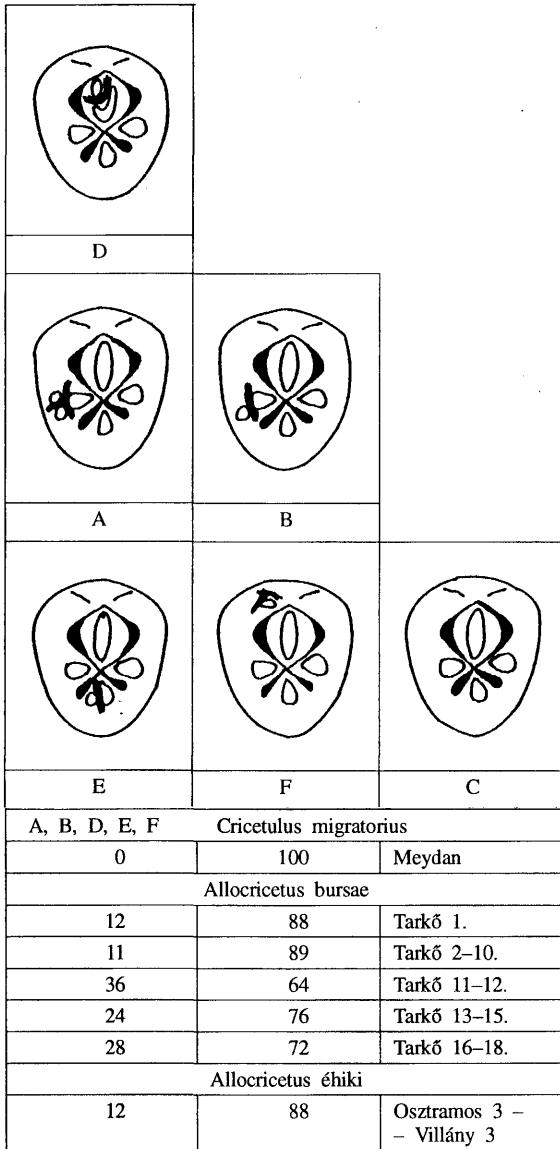 D
A B
E F C
A, B, D, E, F Cricetulus migratorius
0 100 Meydan
Allocricetus bursae
12 88 Tarkő 1.
11 89 Tarkő 2–10.
36 64 Tarkő 11–12.
24 76 Tarkő 13–15.
28 72 Tarkő 16–18.
Allocricetus éhiki
12 88 Osztramos 3 –
– Villány 3